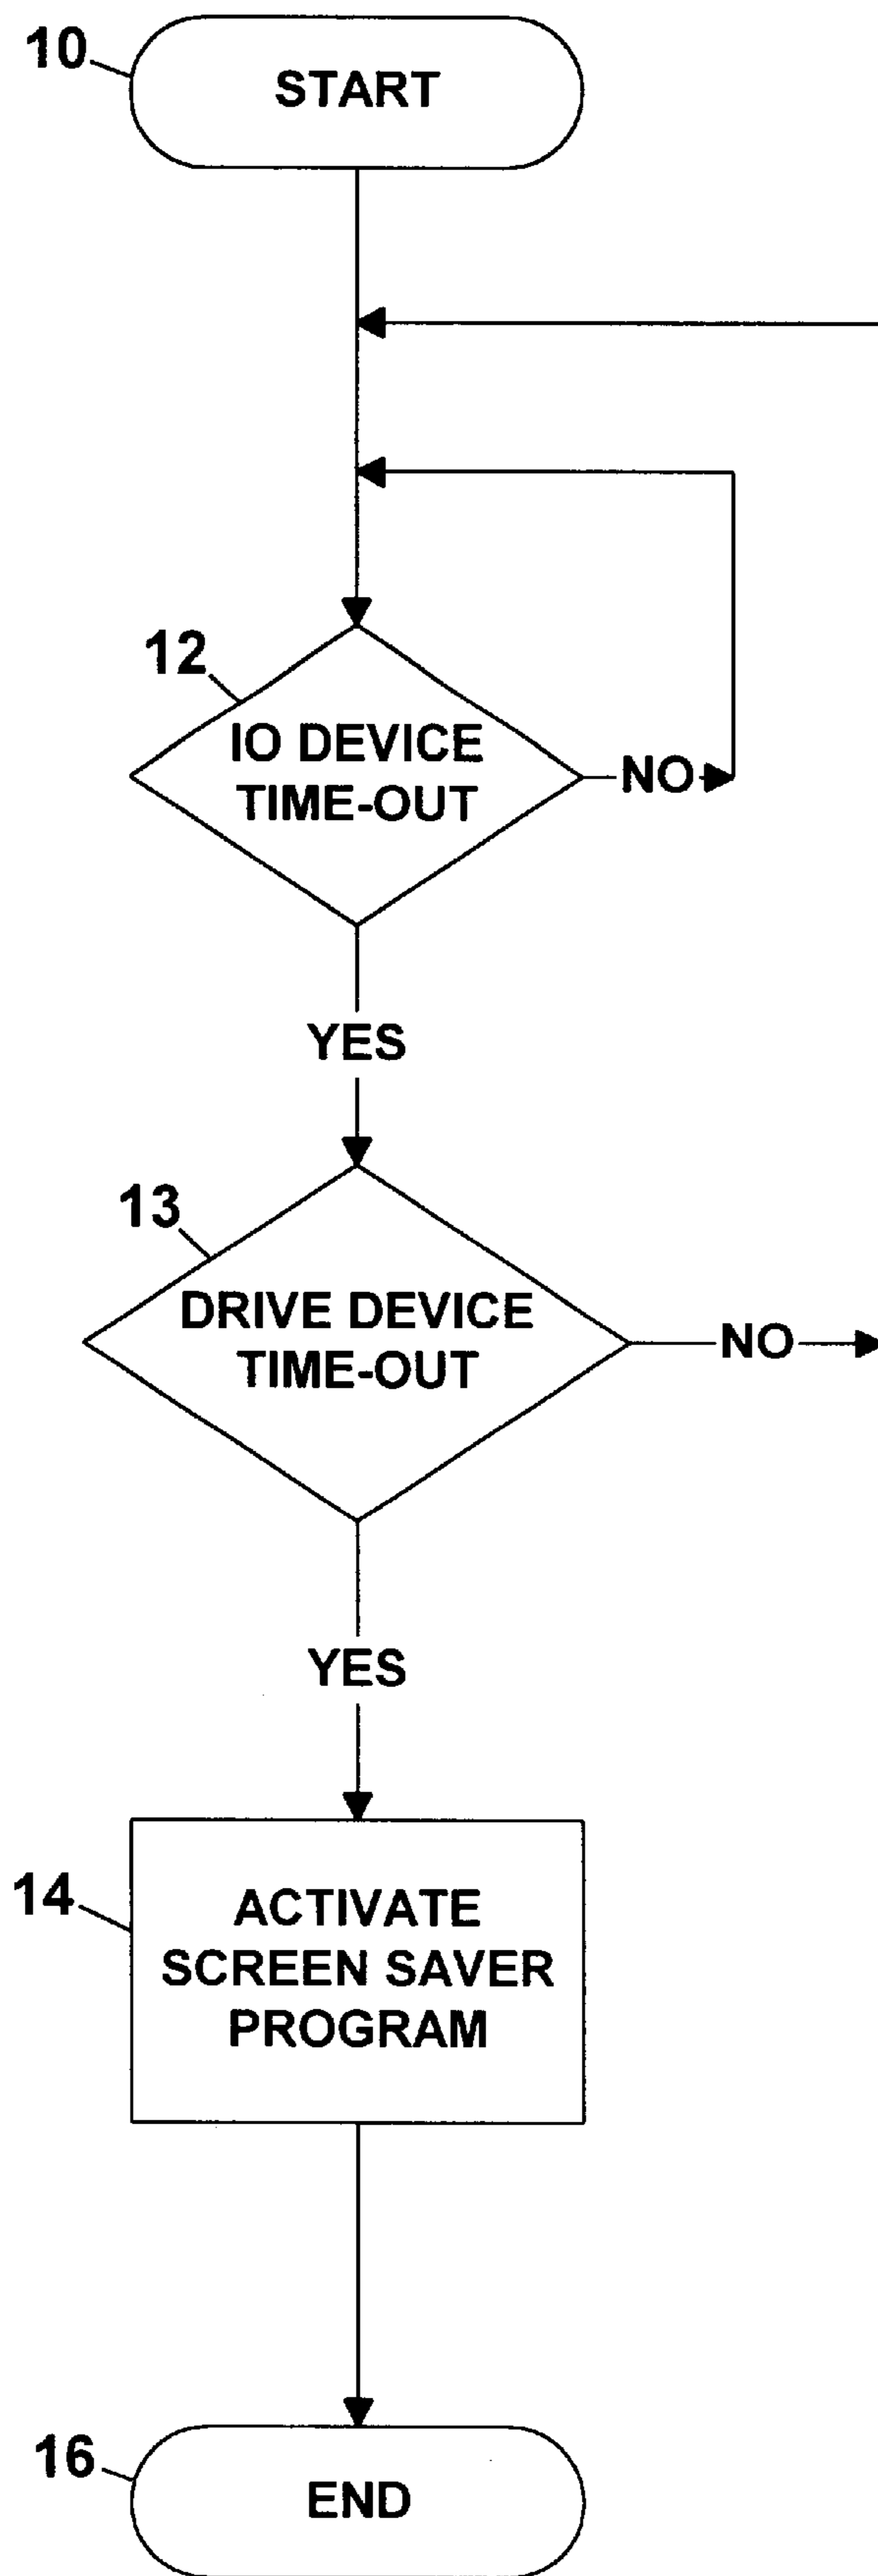 10
START
12
IO DEVICE
TIME-OUT
NO
YES
13
DRIVE DEVICE
TIME-OUT
NO
YES
14
ACTIVATE
SCREEN SAVER
PROGRAM
16
END